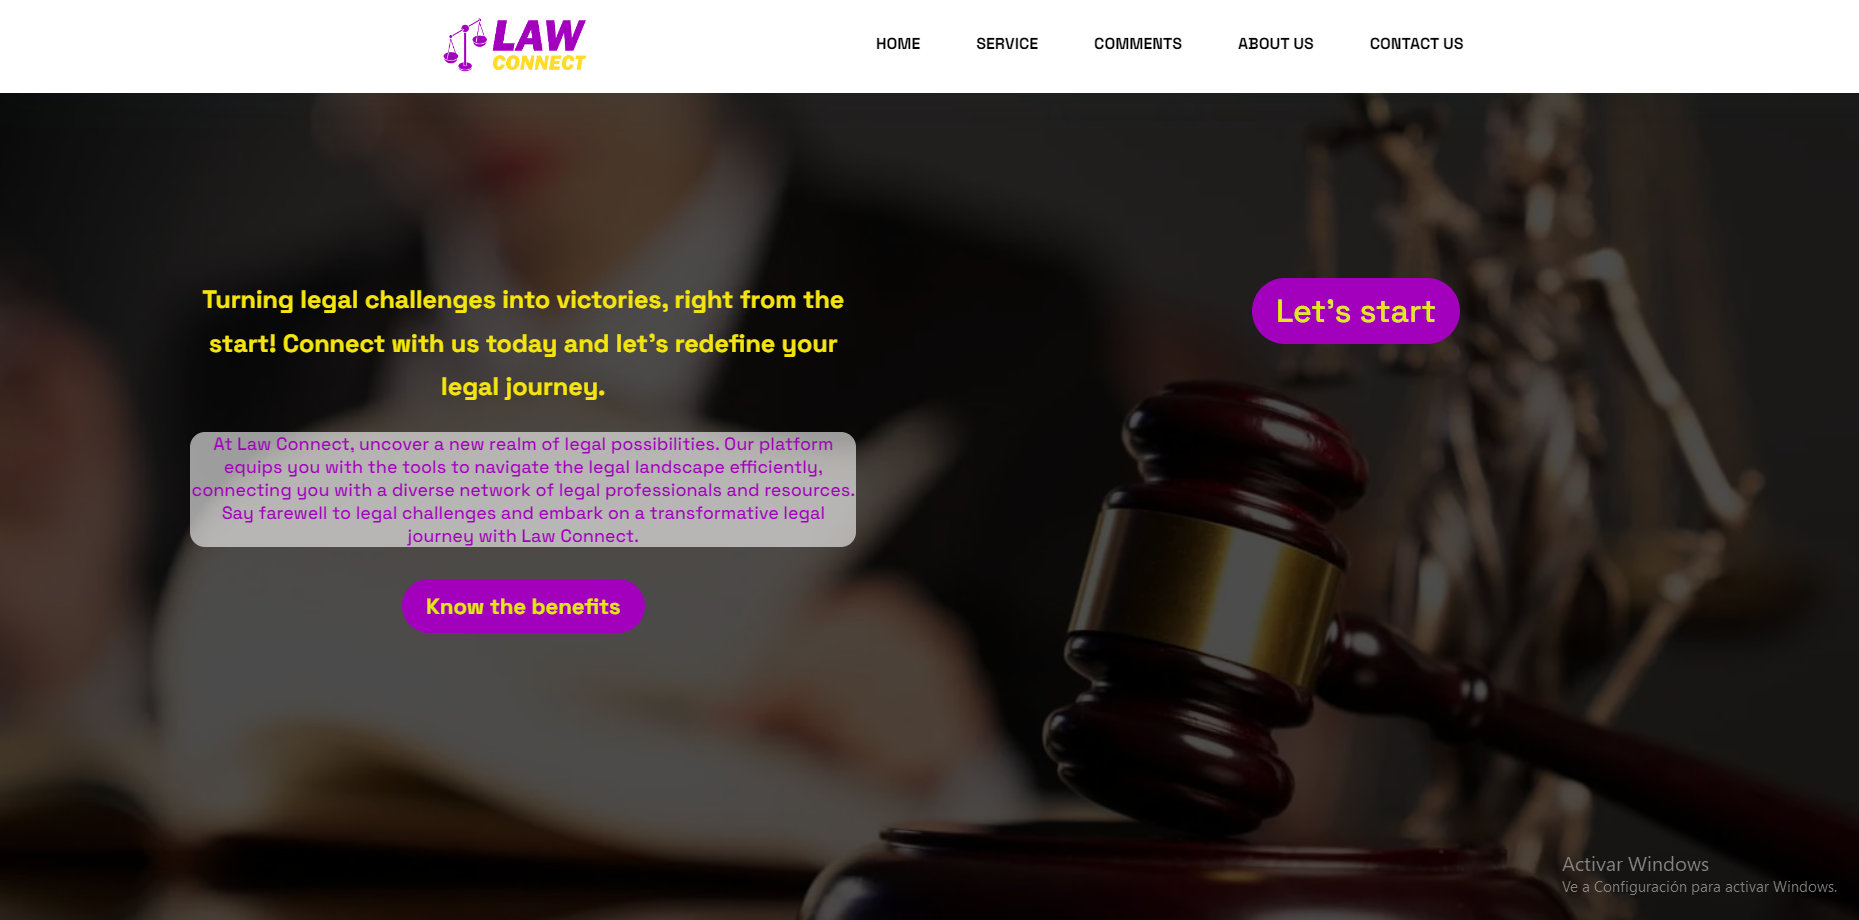 LAW
CONNECT
HOME SERVICE COMMENTS ABOUT US CONTACT US
Turning legal challenges into victories, right from the
start! Connect with us today and let's redefine your
legal journey.
At Law Connect, uncover a new realm of legal possibilities. Our platform
equips you with the tools to navigate the legal landscape efficiently,
connecting you with a diverse network of legal professionals and resources.
Say farewell to legal challenges and embark on a transformative legal
journey with Law Connect.
Know the benefits
Let's start
Activar Windows
Ve a Configuración para activar Windows.